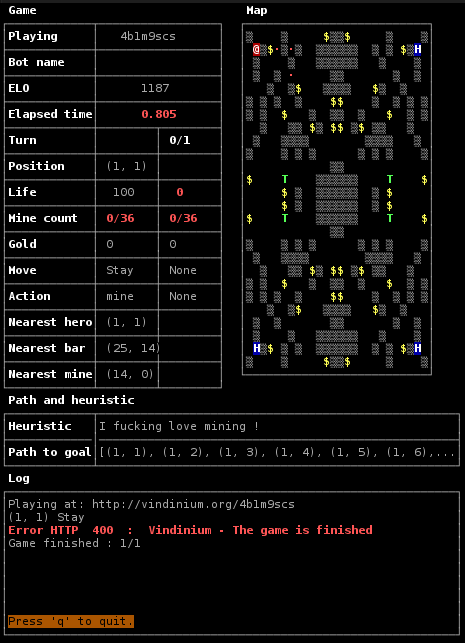 Game
Map
Playing 4b1m9scs
Bot name
ELO 1187
Elapsed time 0.805
Turn 0/1
Position (1, 1)
Life 100 0
Mine count 0/36 0/36
Gold 0 0
Move Stay None
Action mine None
Nearest hero (1, 1)
Nearest bar (25, 14)
Nearest mine (14, 0)
Path and heuristic
Heuristic I fucking love mining !
Path to goal [(1, 1), (1, 2), (1, 3), (1, 4), (1, 5), (1, 6),...
Log
Playing at: http://vindinium.org/4b1m9scs
(1, 1) Stay
Error HTTP 400 : Vindinium - The game is finished
Game finished : 1/1
Press 'q' to quit.